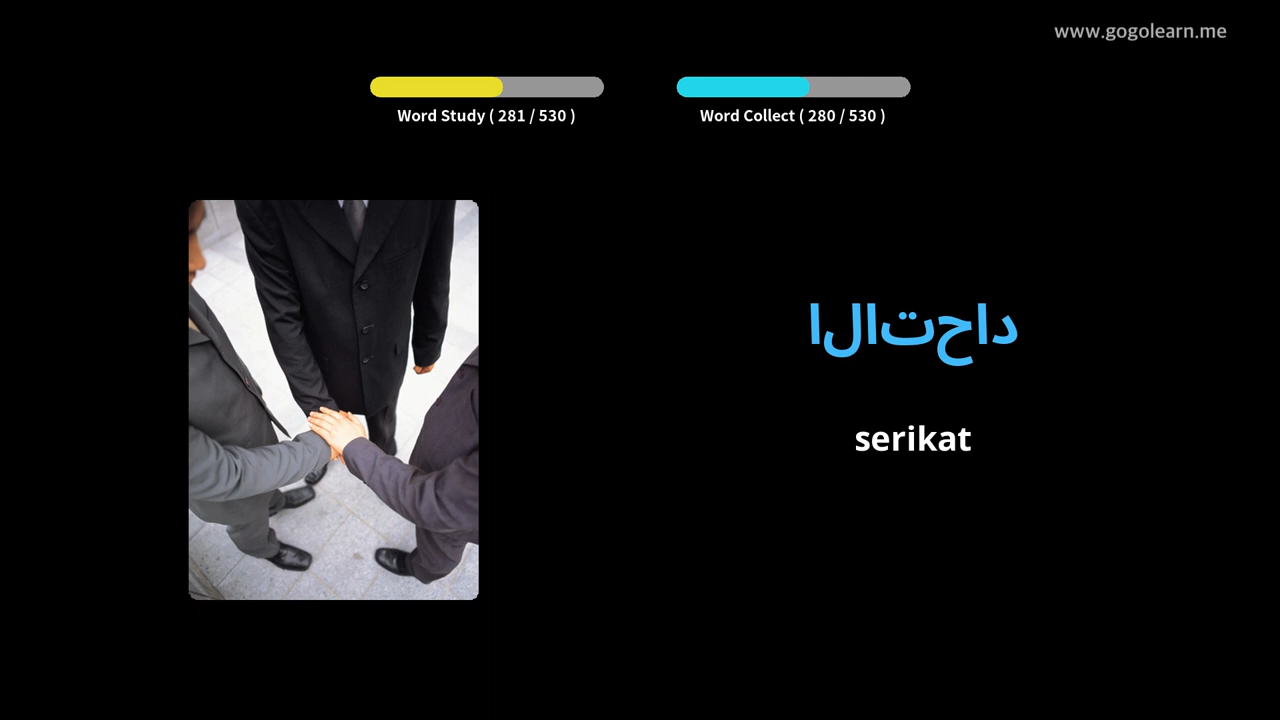 www.gogolearn.me
Word Study ( 281 / 530 )
Word Collect ( 280 / 530 )
الاتحاد
serikat